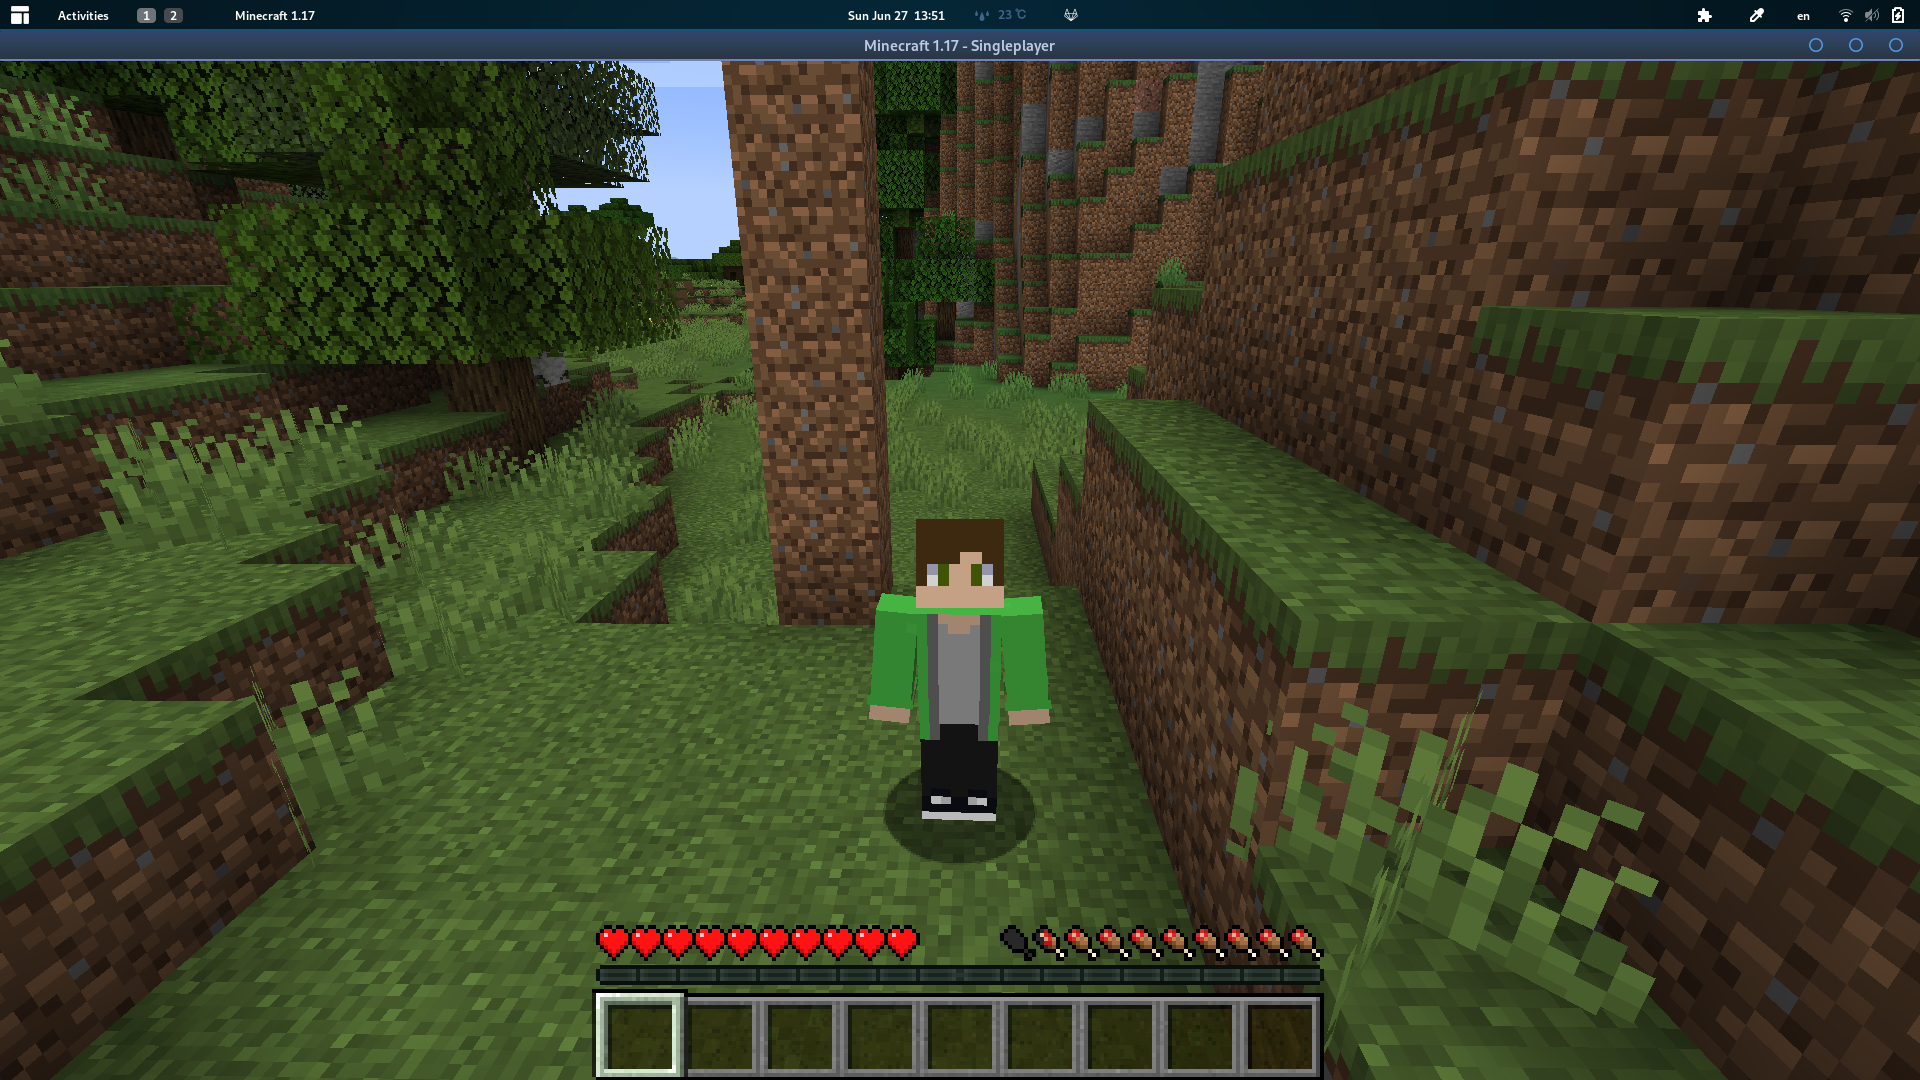 Activities 1 2 Minecraft 1.17 Sun Jun 27 13:51 23 °C en
Minecraft 1.17 - Singleplayer